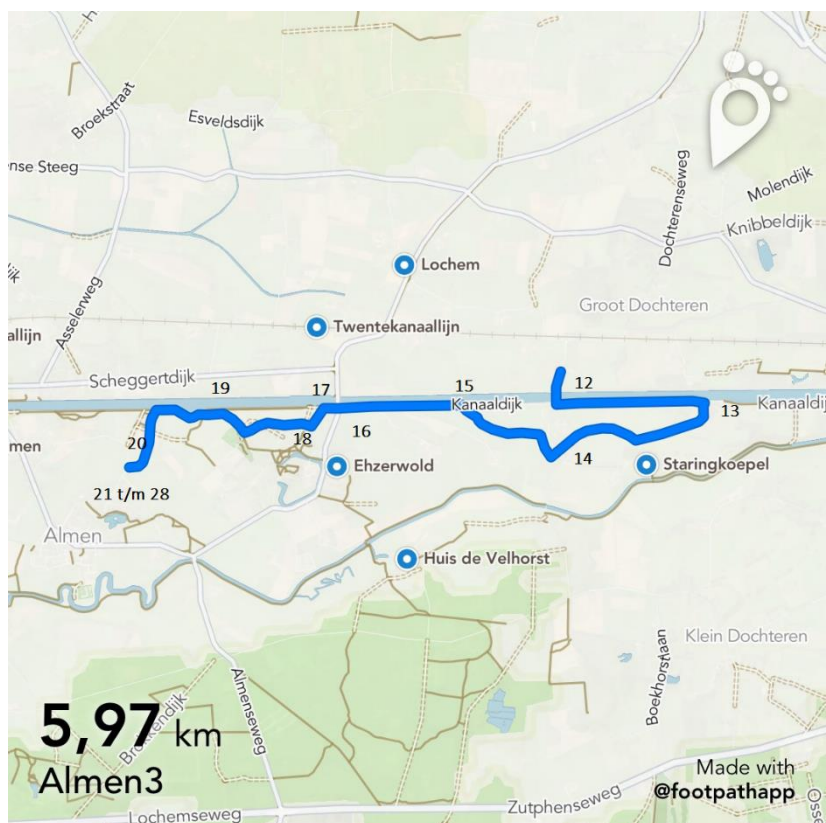 Broekstraat
Esveldsdijk
nse Steeg
Dochterenseweg
Molendijk
Knibbeldijk
Asselerweg
Lochem
Groot Dochteren
allijn
Twentekanaallijn
Scheggertdijk
19
17
15
12
Kanaaldijk
Kanaaldij
13
men
20
18
16
14
21 t/m 28
Ehzerwold
Staringkoepel
Almen
Huis de Velhorst
Klein Dochteren
Boekhorstlaan
Almenseweg
5,97 km
Almen3
Made with
@footpathapp
Zutphenseweg
Lochemseweg
Osse